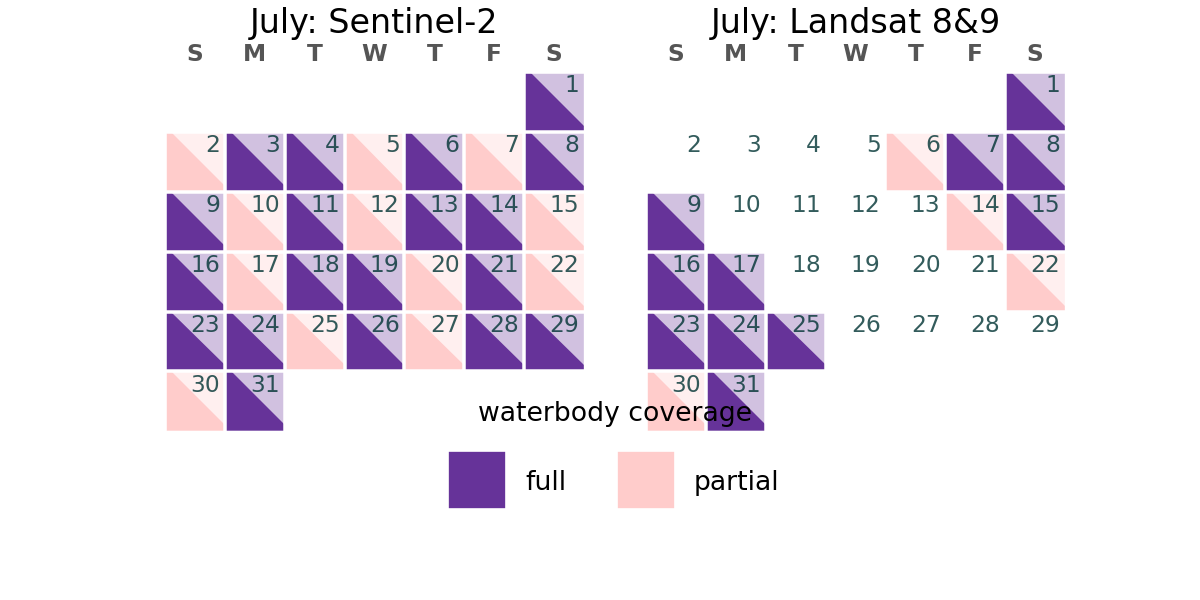 July: Sentinel-2
S M T W T F S
1
2 3 4 5 6 7 8
9 10 11 12 13 14 15
16 17 18 19 20 21 22
23 24 25 26 27 28 29
30 31
July: Landsat 8&9
S M T W T F S
1
2 3 4 5 6 7 8
9 10 11 12 13 14 15
16 17 18 19 20 21 22
23 24 25 26 27 28 29
30 31
waterbody coverage
full partial